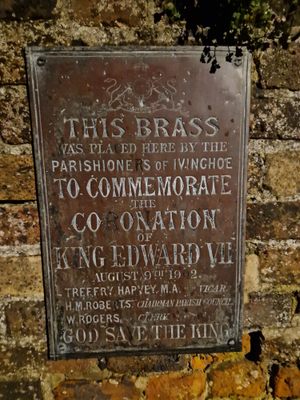 THIS BRASS
WAS PLACED HERE BY THE
PARISHIONERS OF IVINGHOE
TO COMMEMORATE
THE
CORONATION
OF
KING EDWARD VII
AUGUST 9TH 1902.
TREFFRY HARVEY, M.A. VICAR.
H.M. ROBERTS. CHAIRMAN PARISH COUNCIL
W. ROGERS. CLERK
GOD SAVE THE KING